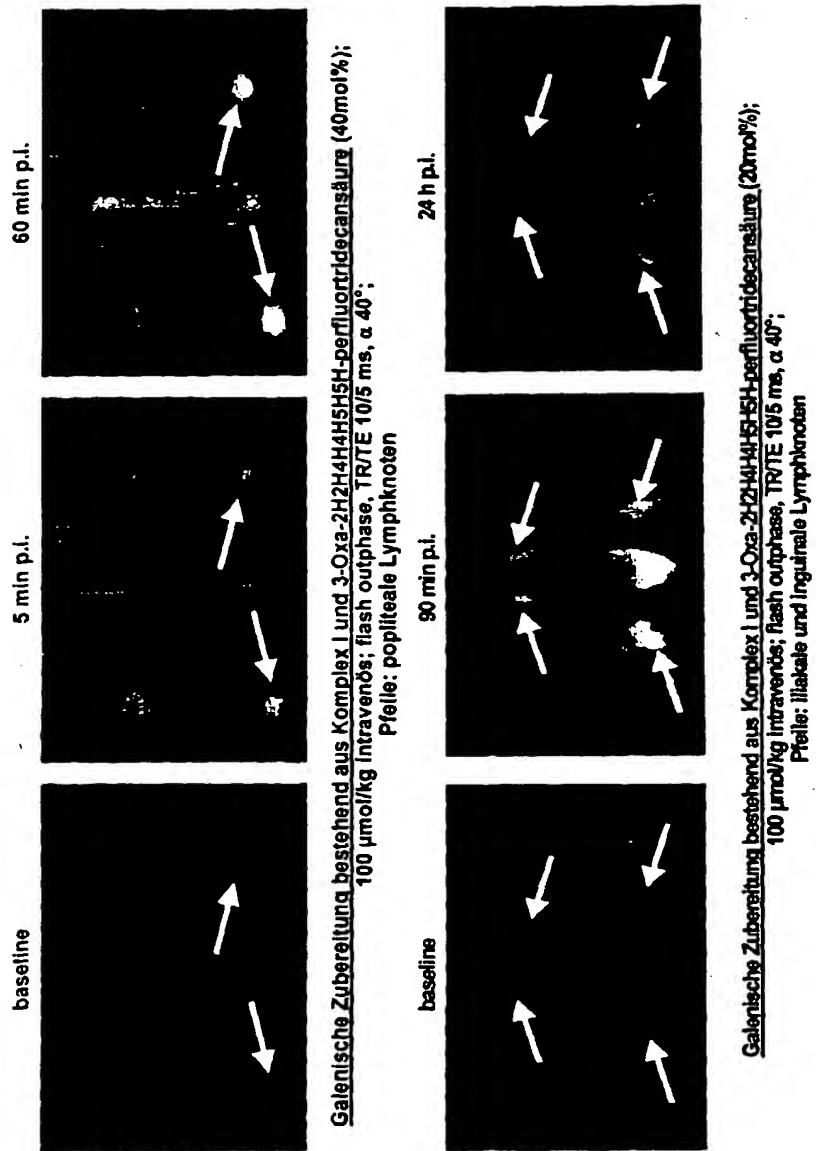 baseline
5 min p.i.
60 min p.i.
Galenische Zubereitung bestehend aus Komplex I und 3-Oxa-2H2H4H4H5H5H-perfluortridecansäure (40mol%);
100 µmol/kg intravenös; flash outphase, TR/TE 10/5 ms, α 40°;
Pfeile: popliteale Lymphknoten
baseline
90 min p.i.
24 h p.i.
Galenische Zubereitung bestehend aus Komplex I und 3-Oxa-2H2H4H4H5H5H-perfluortridecansäure (20mol%);
100 µmol/kg intravenös; flash outphase, TR/TE 10/5 ms, α 40°;
Pfeile: iliakale und inguinale Lymphknoten